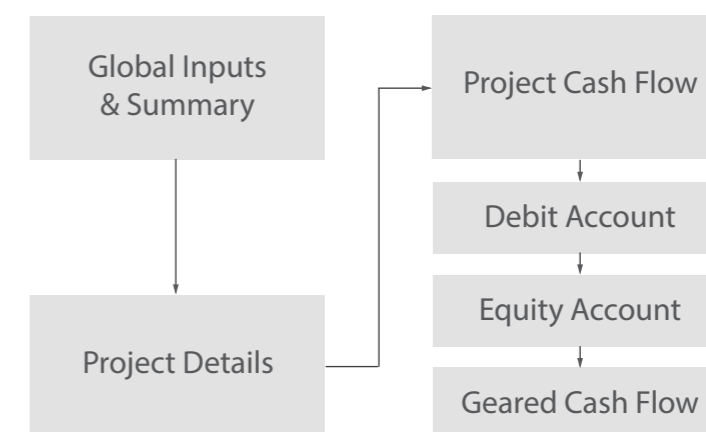 Global Inputs
& Summary
Project Details
Project Cash Flow
Debit Account
Equity Account
Geared Cash Flow